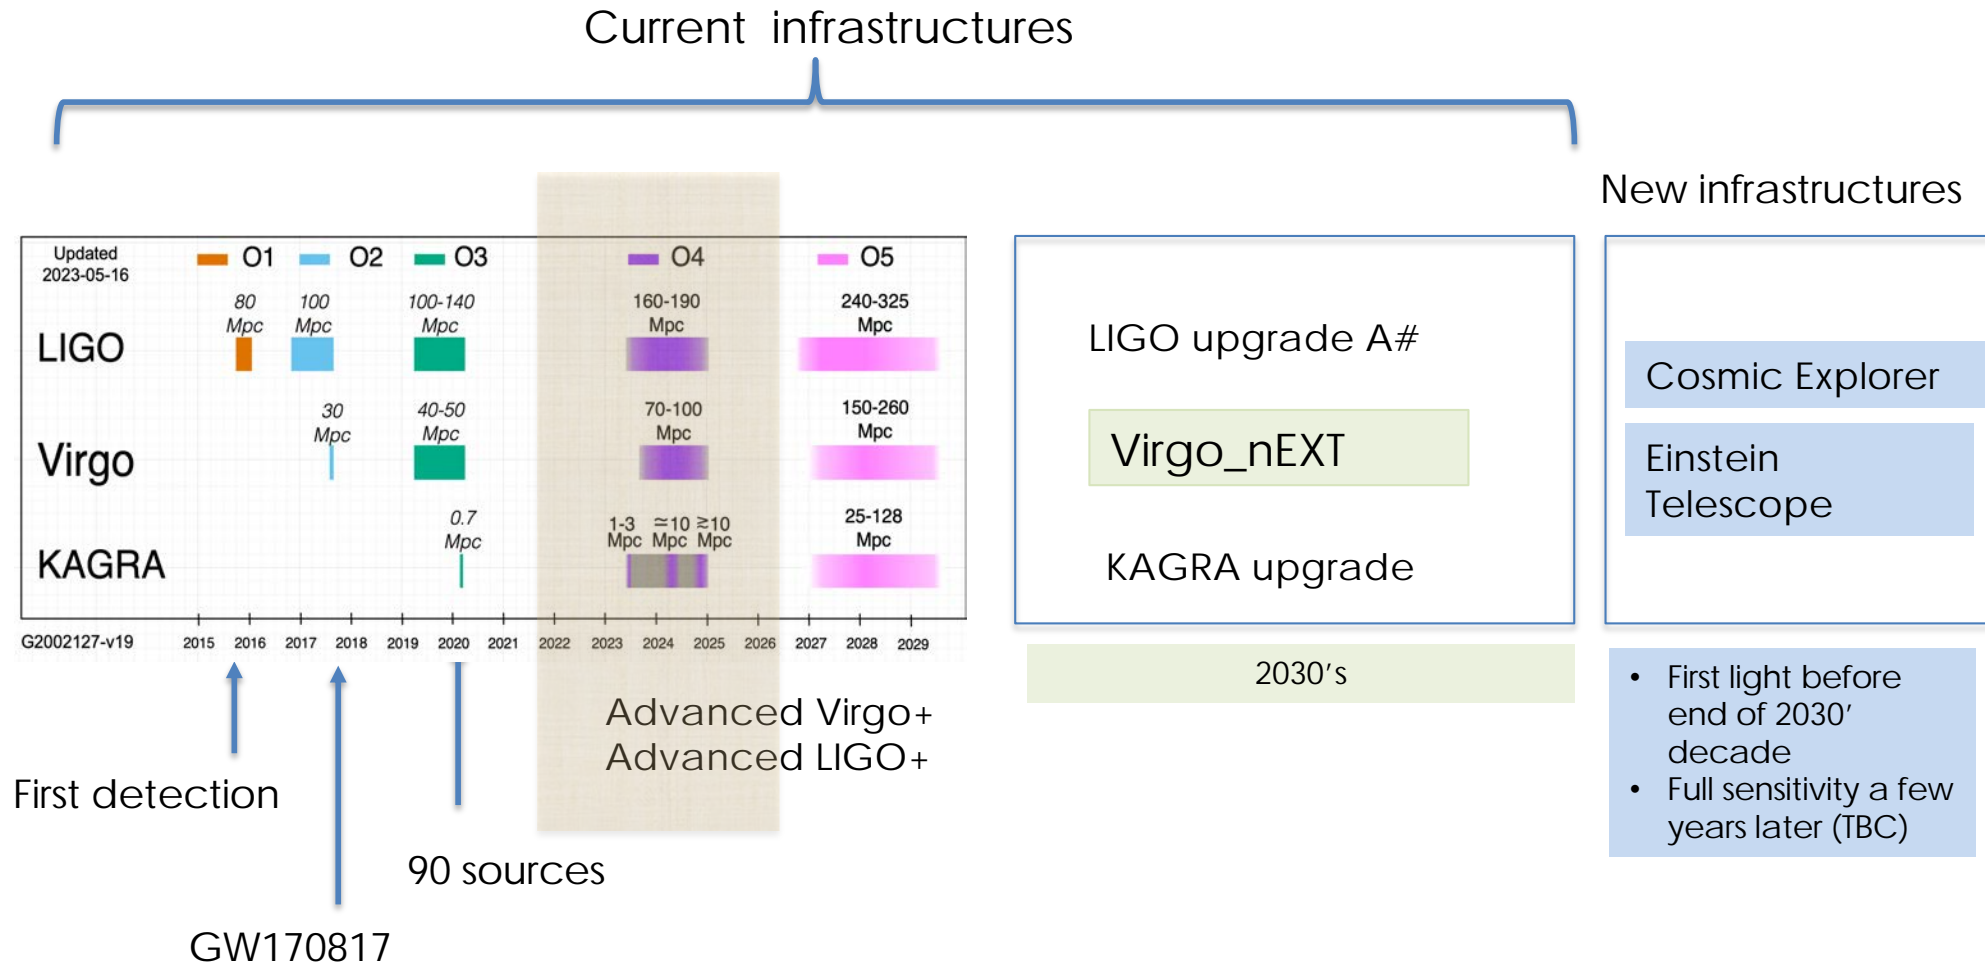 Current infrastructures
New infrastructures
Updated
2023-05-16
O1
O2
O3
O4
O5
80
Mpc
100
Mpc
100-140
Mpc
160-190
Mpc
240-325
Mpc
LIGO
30
Mpc
40-50
Mpc
70-100
Mpc
150-260
Mpc
Virgo
0.7
Mpc
1-3
Mpc
≃10
Mpc
≳10
Mpc
25-128
Mpc
KAGRA
G2002127-v19
2015 2016 2017 2018 2019 2020 2021 2022 2023 2024 2025 2026 2027 2028 2029
LIGO upgrade A#
Virgo_nEXT
KAGRA upgrade
Cosmic Explorer
Einstein
Telescope
2030's
• First light before
end of 2030'
decade
• Full sensitivity a few
years later (TBC)
Advanced Virgo+
Advanced LIGO+
First detection
90 sources
GW170817